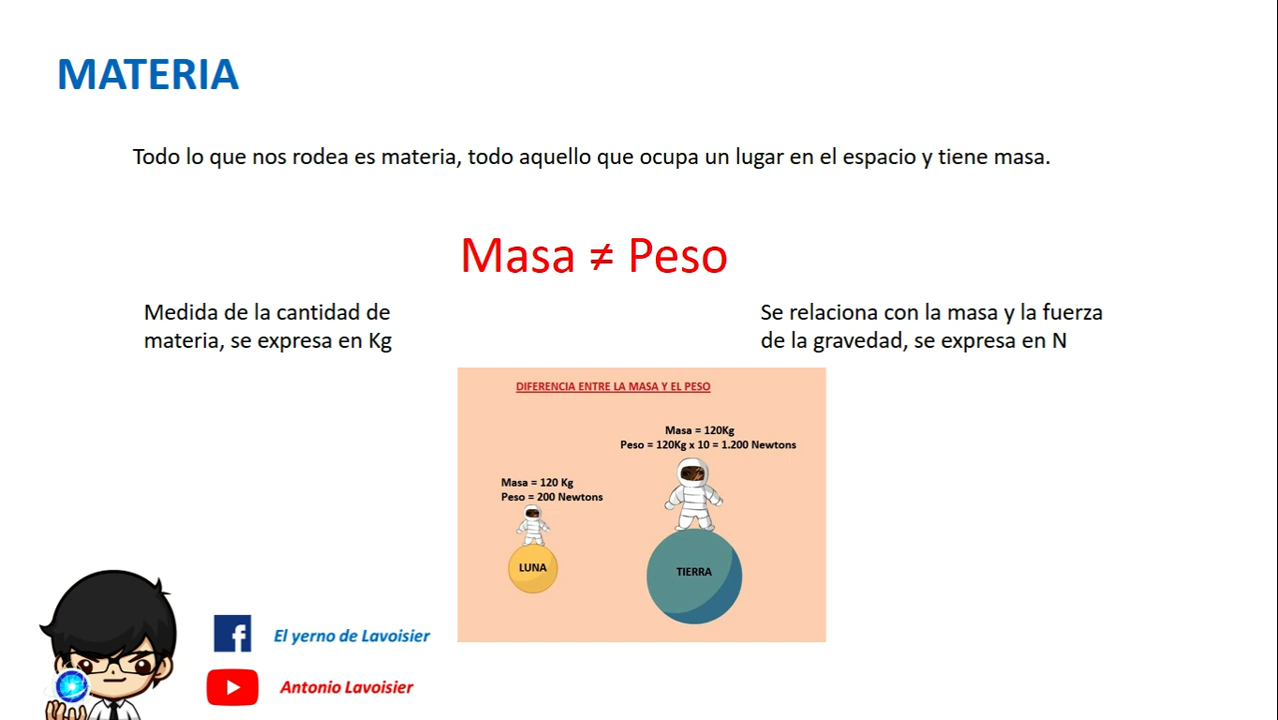 MATERIA
Todo lo que nos rodea es materia, todo aquello que ocupa un lugar en el espacio y tiene masa.
Masa ≠ Peso
Medida de la cantidad de
materia, se expresa en Kg
Se relaciona con la masa y la fuerza
de la gravedad, se expresa en N
DIFERENCIA ENTRE LA MASA Y EL PESO
Masa = 120Kg
Peso = 120Kg x 10 = 1.200 Newtons
Masa = 120 Kg
Peso = 200 Newtons
LUNA
TIERRA
El yerno de Lavoisier
Antonio Lavoisier